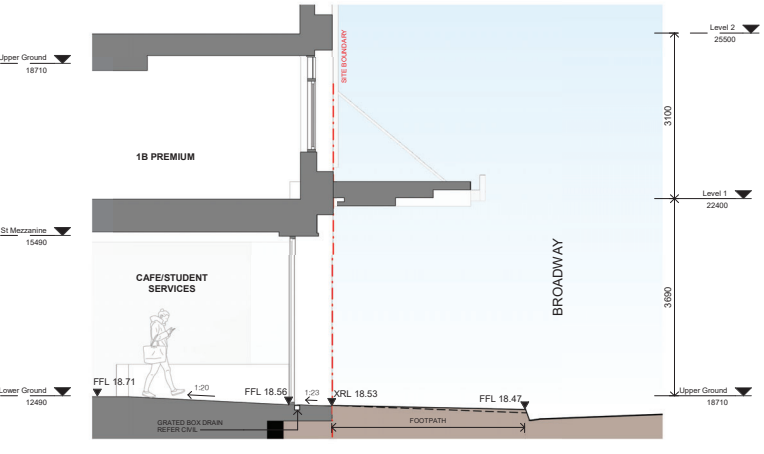 Level 2
25500
Upper Ground
18710
SITE BOUNDARY
3100
1B PREMIUM
Level 1
22400
St Mezzanine
15490
CAFE/STUDENT
SERVICES
BROADWAY
3690
FFL 18.71
1:20
FFL 18.56
1:23
XRL 18.53
FFL 18.47
Lower Ground
12490
Upper Ground
18710
GRATED BOX DRAIN
REFER CIVIL
FOOTPATH